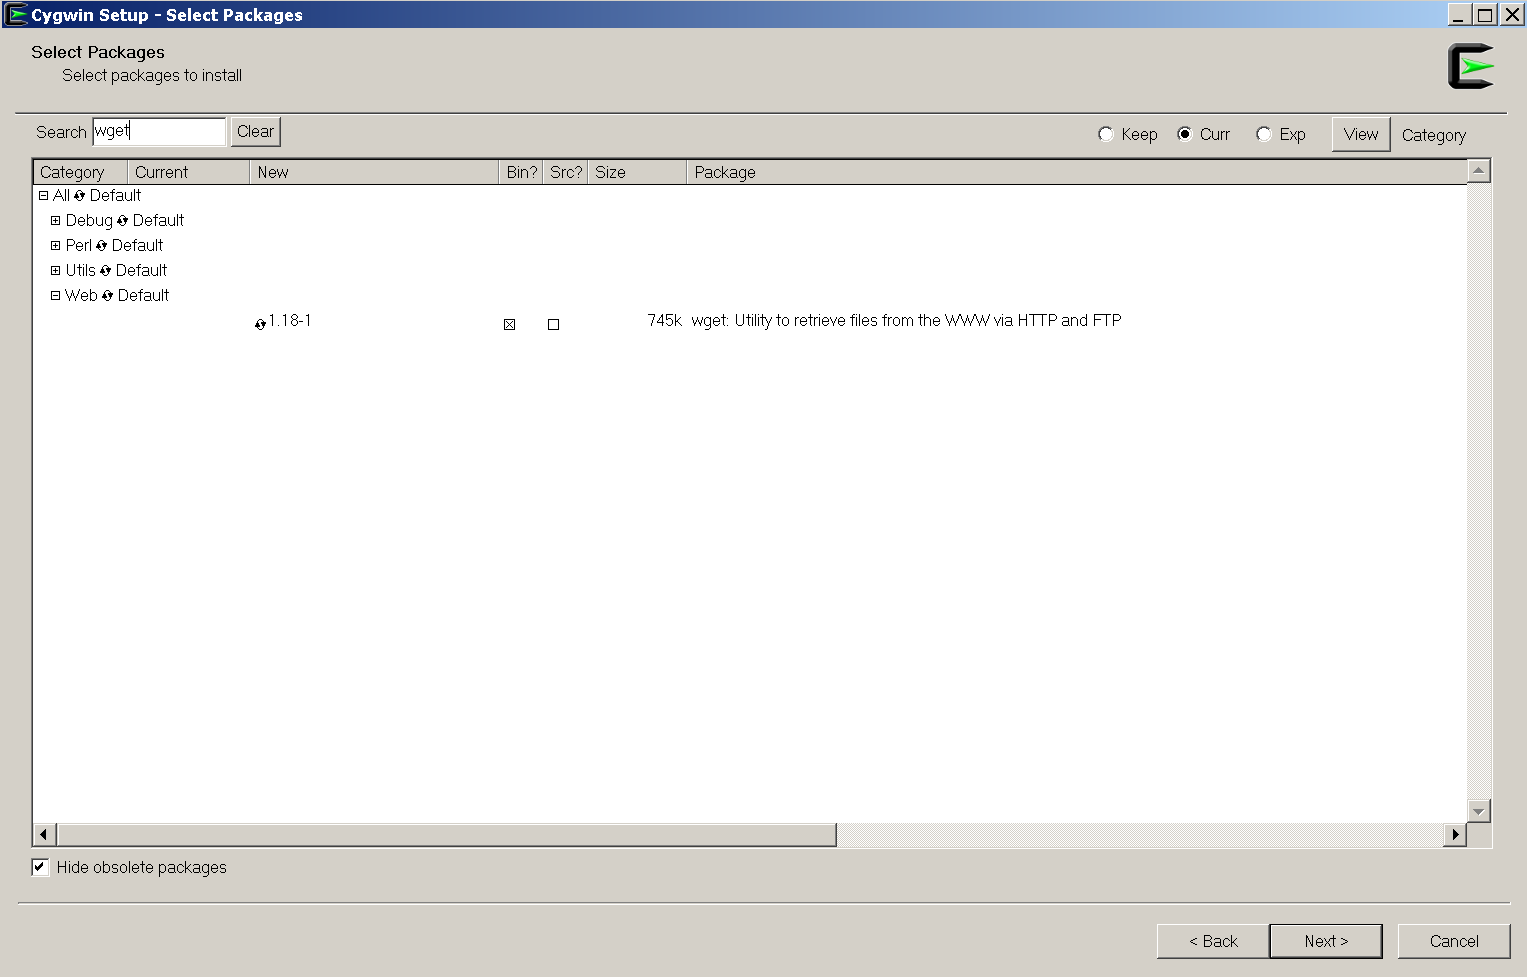 Cygwin Setup - Select Packages
Select Packages
Select packages to install
Search wget Clear Keep Curr Exp View Category
Category Current New Bin? Src? Size Package
All Default
Debug Default
Perl Default
Utils Default
Web Default
1.18-1 745k wget: Utility to retrieve files from the WWW via HTTP and FTP
Hide obsolete packages
< Back Next > Cancel